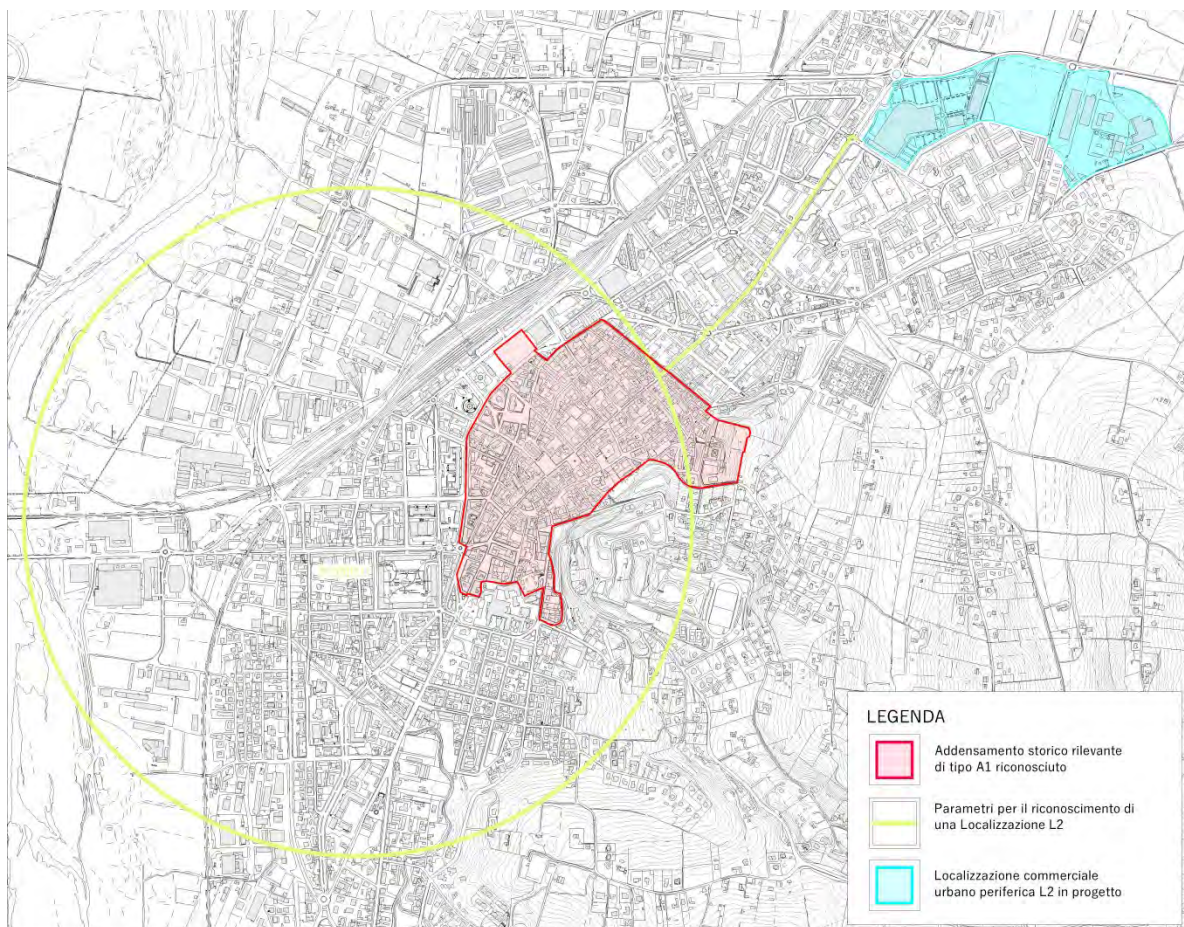 LEGENDA
Addensamento storico rilevante
di tipo A1 riconosciuto
Parametri per il riconoscimento di
una Localizzazione L2
Localizzazione commerciale
urbano periferica L2 in progetto